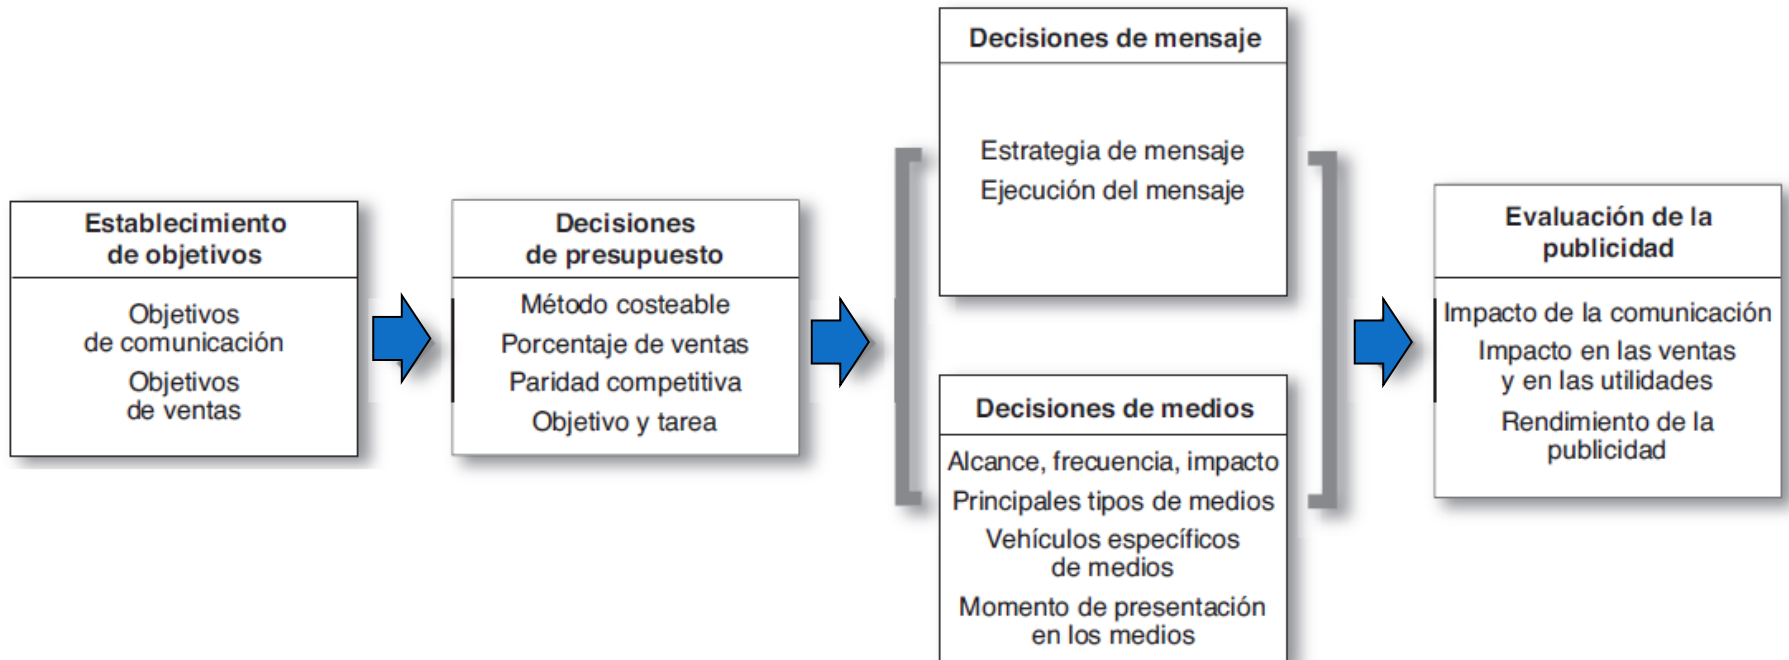 Establecimiento
de objetivos
Objetivos
de comunicación
Objetivos
de ventas
Decisiones
de presupuesto
Método costeable
Porcentaje de ventas
Paridad competitiva
Objetivo y tarea
Decisiones de mensaje
Estrategia de mensaje
Ejecución del mensaje
Decisiones de medios
Alcance, frecuencia, impacto
Principales tipos de medios
Vehículos específicos
de medios
Momento de presentación
en los medios
Evaluación de la
publicidad
Impacto de la comunicación
Impacto en las ventas
y en las utilidades
Rendimiento de la
publicidad